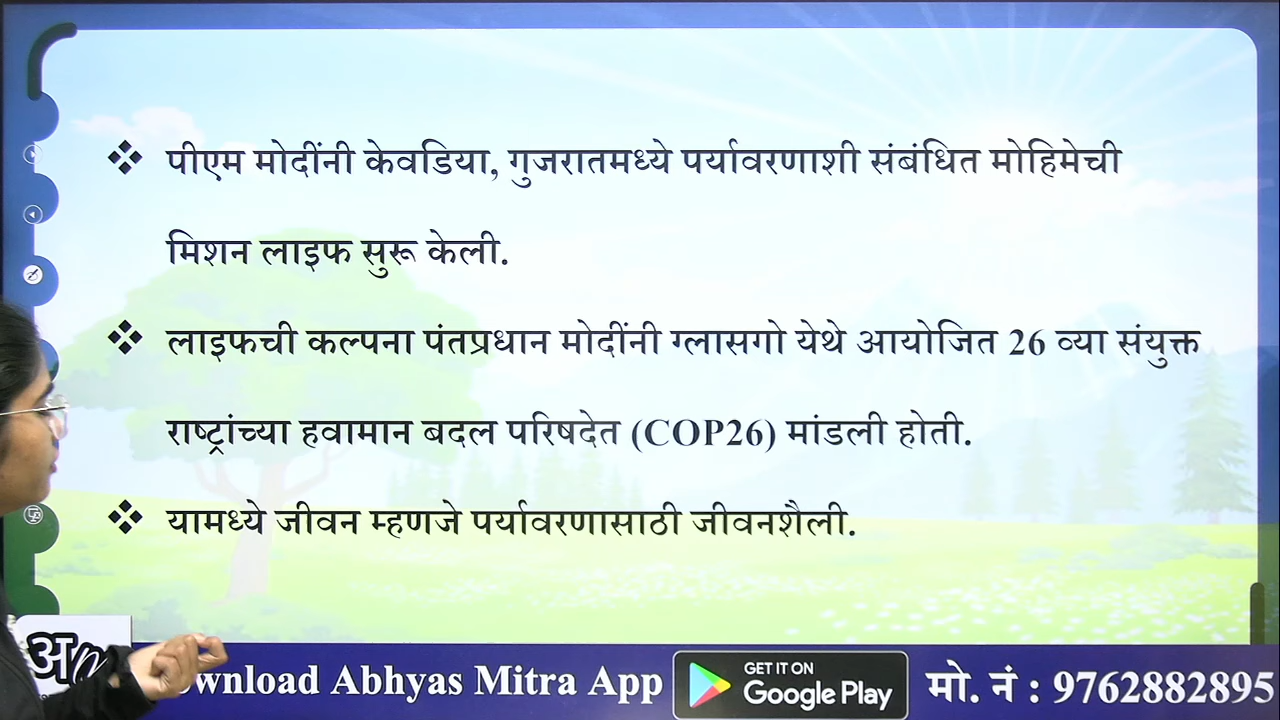 ❖ पीएम मोदींनी केवडिया, गुजरातमध्ये पर्यावरणाशी संबंधित मोहिमेची
मिशन लाइफ सुरू केली.
❖ लाइफची कल्पना पंतप्रधान मोदींनी ग्लासगो येथे आयोजित 26 व्या संयुक्त
राष्ट्रांच्या हवामान बदल परिषदेत (COP26) मांडली होती.
❖ यामध्ये जीवन म्हणजे पर्यावरणासाठी जीवनशैली.
Abhyas Mitra App
GET IT ON
Google Play
मो. नं : 9762882895